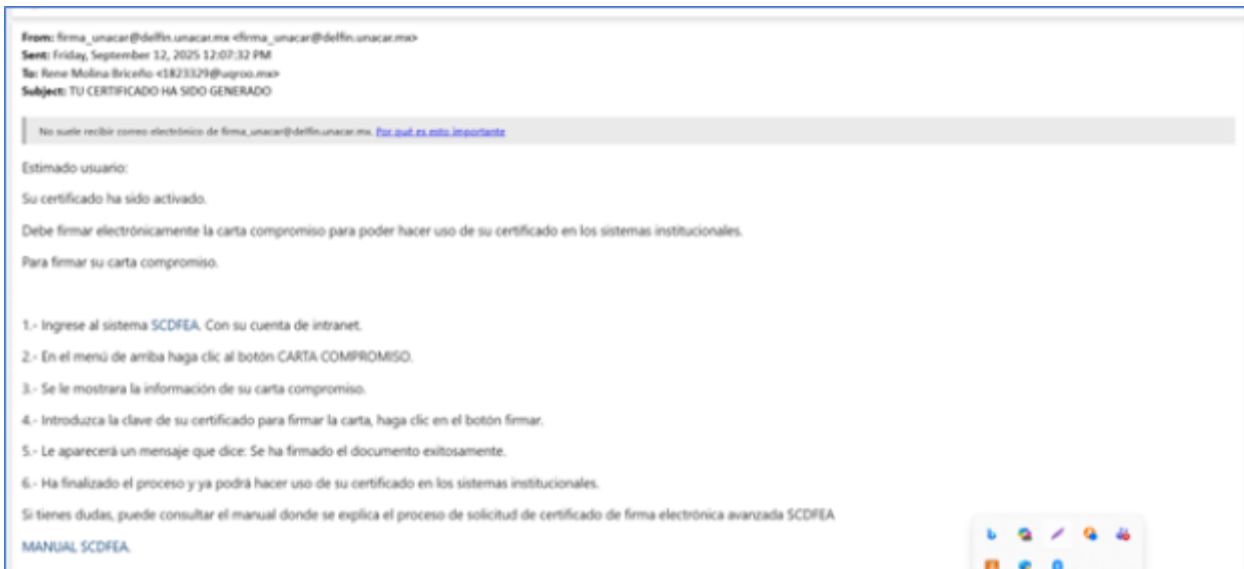 From: firma_unacar@delfin.unacar.mx <firma_unacar@delfin.unacar.mx>
Sent: Friday, September 12, 2025 12:07:32 PM
To: Rene Molina Briceño <1823329@uqroo.mx>
Subject: TU CERTIFICADO HA SIDO GENERADO
No suele recibir correo electrónico de firma_unacar@delfin.unacar.mx. Por qué es esto importante
Estimado usuario:
Su certificado ha sido activado.
Debe firmar electrónicamente la carta compromiso para poder hacer uso de su certificado en los sistemas institucionales.
Para firmar su carta compromiso.
1.- Ingrese al sistema SCDFEA. Con su cuenta de intranet.
2.- En el menú de arriba haga clic al botón CARTA COMPROMISO.
3.- Se le mostrara la información de su carta compromiso.
4.- Introduzca la clave de su certificado para firmar la carta, haga clic en el botón firmar.
5.- Le aparecerá un mensaje que dice: Se ha firmado el documento exitosamente.
6.- Ha finalizado el proceso y ya podrá hacer uso de su certificado en los sistemas institucionales.
Si tienes dudas, puede consultar el manual donde se explica el proceso de solicitud de certificado de firma electrónica avanzada SCDFEA
MANUAL SCDFEA.